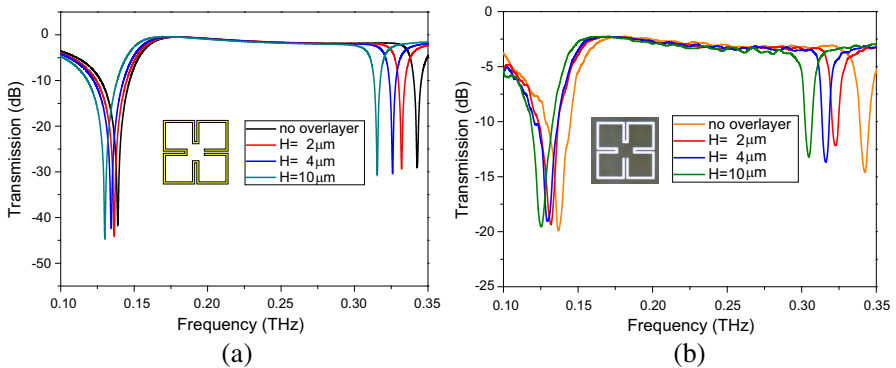 0
-10
-20
-30
-40
-50
Transmission (dB)
no overlayer
H= 2μm
H= 4μm
H=10μm
0.10
0.15
0.20
0.25
0.30
0.35
Frequency (THz)
(a)
0
-5
-10
-15
-20
-25
Transmission (dB)
no overlayer
H= 2μm
H= 4μm
H=10μm
0.10
0.15
0.20
0.25
0.30
0.35
Frequency (THz)
(b)